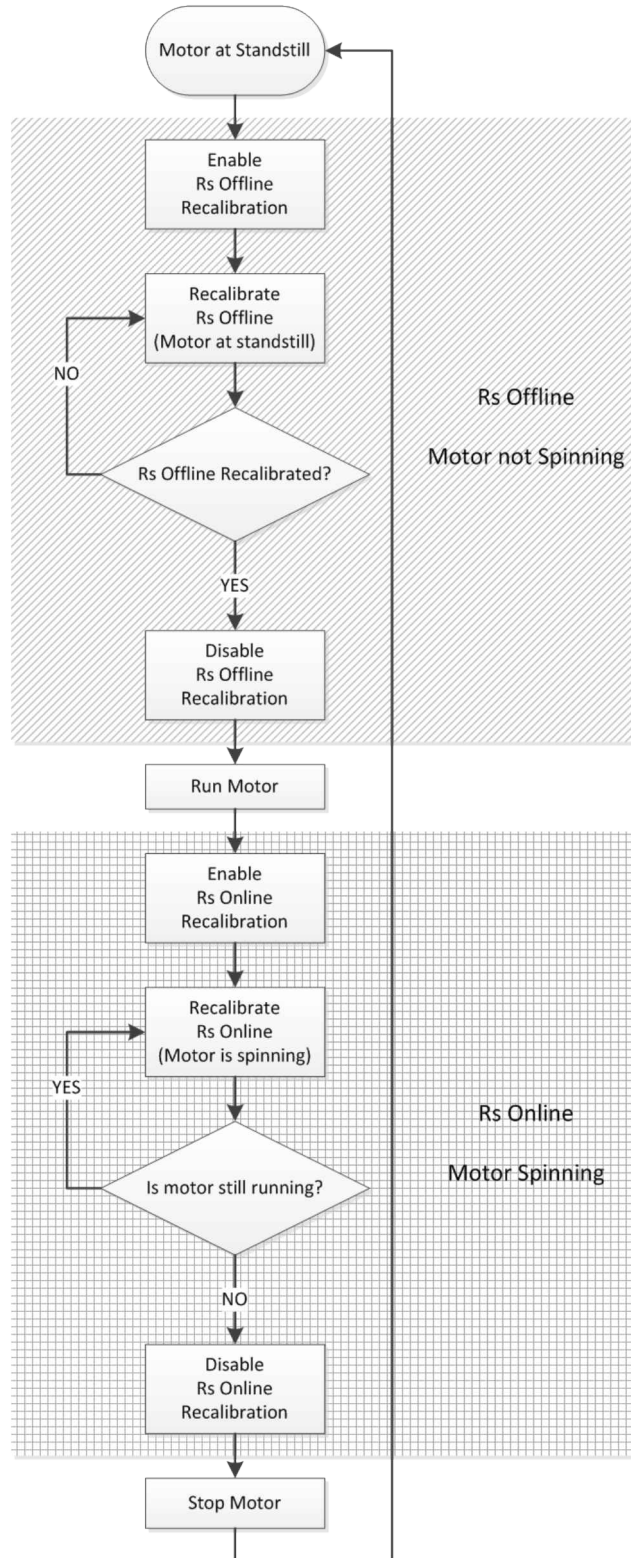 Motor at Standstill
Enable
Rs Offline
Recalibration
Recalibrate
Rs Offline
(Motor at standstill)
NO
Rs Offline
Motor not Spinning
Rs Offline Recalibrated?
YES
Disable
Rs Offline
Recalibration
Run Motor
Enable
Rs Online
Recalibration
Recalibrate
Rs Online
(Motor is spinning)
YES
Rs Online
Motor Spinning
Is motor still running?
NO
Disable
Rs Online
Recalibration
Stop Motor